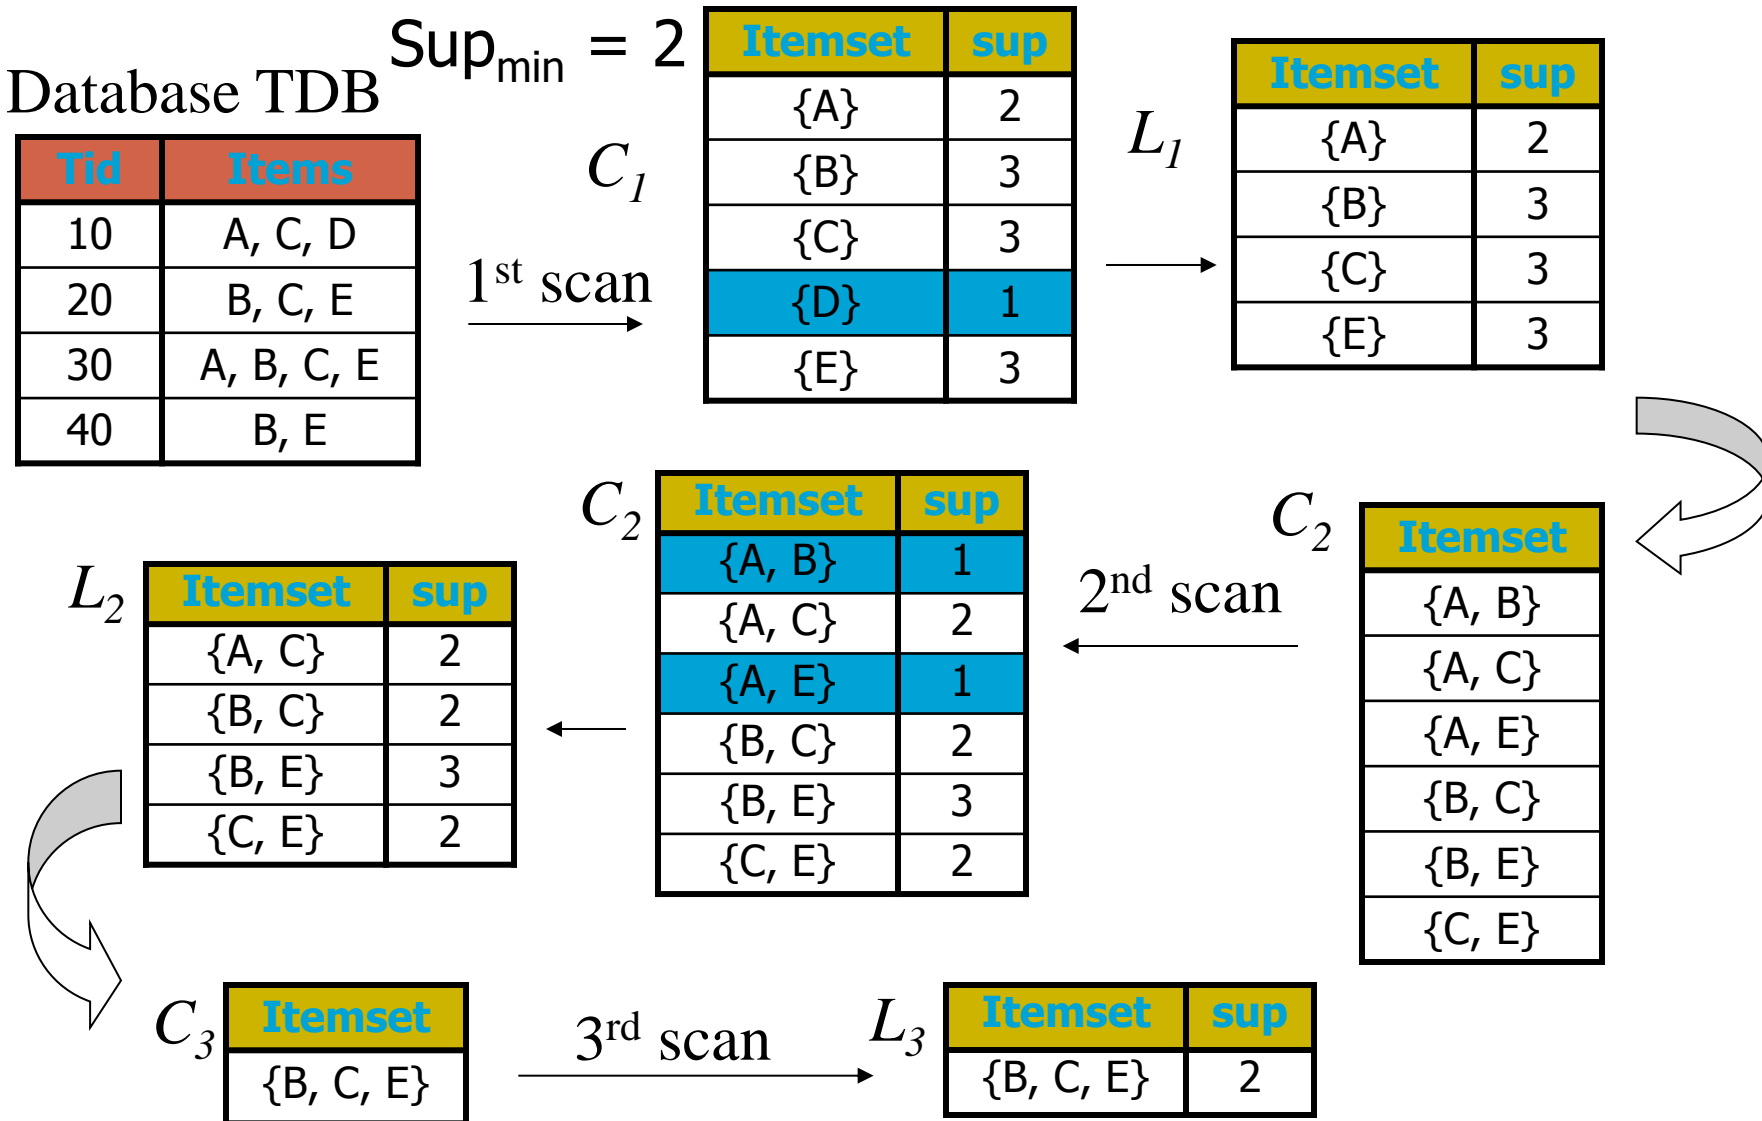 Sup_min = 2
Database TDB
Tid Items
10 A, C, D
20 B, C, E
30 A, B, C, E
40 B, E
1st scan
C1
Itemset sup
{A} 2
{B} 3
{C} 3
{D} 1
{E} 3
L1
Itemset sup
{A} 2
{B} 3
{C} 3
{E} 3
C2
Itemset
{A, B}
{A, C}
{A, E}
{B, C}
{B, E}
{C, E}
2nd scan
C2
Itemset sup
{A, B} 1
{A, C} 2
{A, E} 1
{B, C} 2
{B, E} 3
{C, E} 2
L2
Itemset sup
{A, C} 2
{B, C} 2
{B, E} 3
{C, E} 2
C3
Itemset
{B, C, E}
3rd scan
L3
Itemset sup
{B, C, E} 2